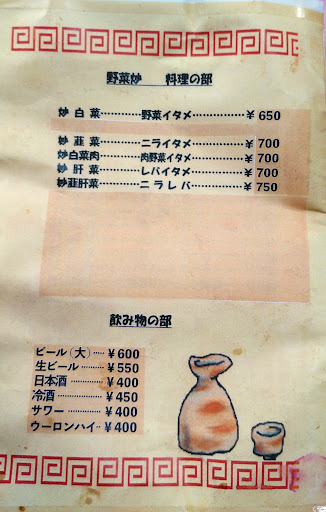 野菜炒 料理の部
炒白菜…………野菜イタメ……………¥650
炒韮菜…………ニライタメ……………¥700
炒白菜肉…………肉野菜イタメ……………¥700
炒肝菜…………レバイタメ……………¥700
炒韮肝菜…………ニラレバ……………¥750
飲み物の部
ビール(大)……¥600
生ビール………¥550
日本酒…………¥400
冷酒……………¥450
サワー…………¥400
ウーロンハイ…¥400